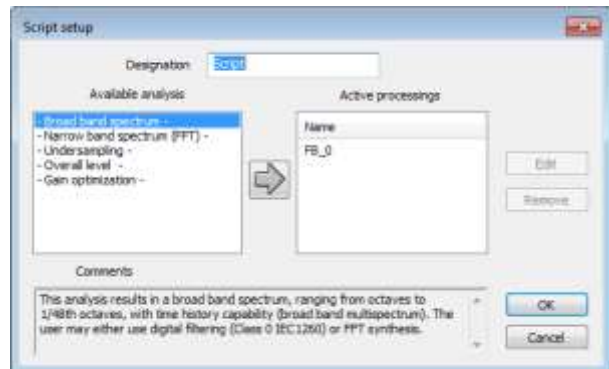 Script setup
Designation
Script
Available analysis
Active processings
- Broad band spectrum -
- Narrow band spectrum (FFT) -
- Undersampling -
- Overall level -
- Gain optimization -
Name
FB_0
Edit
Remove
Comments
This analysis results in a broad band spectrum, ranging from octaves to
1/48th octaves, with time history capability (broad band multispectrum). The
user may either use digital filtering (Class 0 IEC1260) or FFT synthesis.
OK
Cancel